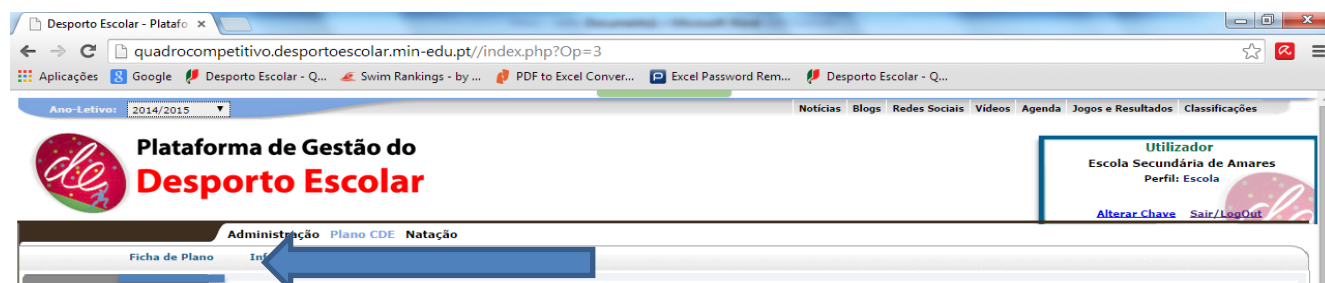 Desporto Escolar - Platafo
quadrocompetitivo.desportoescolar.min-edu.pt//index.php?Op=3
Aplicações Google Desporto Escolar - Q... Swim Rankings - by ... PDF to Excel Conver... Excel Password Rem... Desporto Escolar - Q...
Ano-Letivo: 2014/2015 Notícias Blogs Redes Sociais Vídeos Agenda Jogos e Resultados Classificações
Plataforma de Gestão do
Desporto Escolar
Utilizador
Escola Secundária de Amares
Perfil: Escola
Alterar Chave Sair/LogOut
Administração Plano CDE Natação
Ficha de Plano